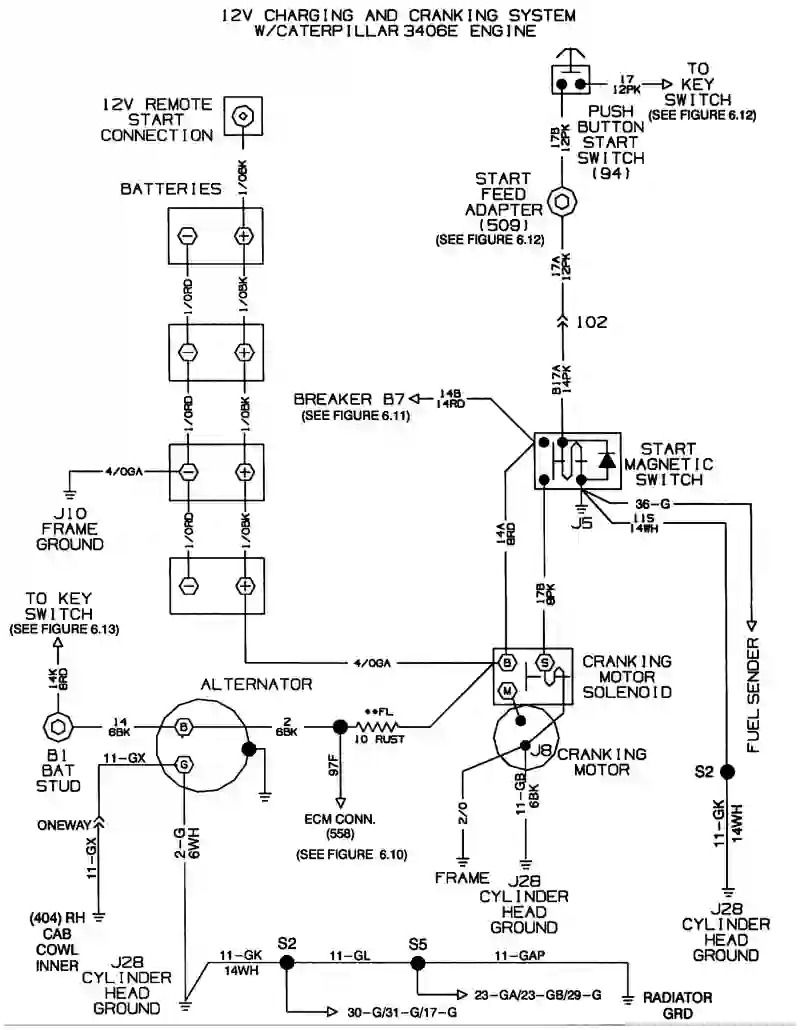 12V CHARGING AND CRANKING SYSTEM
W/CATERPILLAR 3406E ENGINE
12V REMOTE
START
CONNECTION
17
12PK
TO
KEY
SWITCH
(SEE FIGURE 6.12)
PUSH
BUTTON
START
SWITCH
(94)
17B
12PK
1/0BK
BATTERIES
START
FEED
ADAPTER
(509)
(SEE FIGURE 6.12)
17A
12PK
1/0RD
1/0BK
102
B17A
14PK
1/0RD
1/0BK
BREAKER B7
(SEE FIGURE 6.11)
14B
14RD
START
MAGNETIC
SWITCH
4/0GA
J10
FRAME
GROUND
J5
36-G
11S
14WH
1/0RD
1/0BK
14A
8RD
17B
8PK
TO KEY
SWITCH
(SEE FIGURE 6.13)
14K
8RD
4/0GA
B
S
M
CRANKING
MOTOR
SOLENOID
FUEL SENDER
ALTERNATOR
B1
BAT
STUD
14
6BK
B
G
2
6BK
**FL
10 RUST
97F
J8
CRANKING
MOTOR
11-GX
ONEWAY
11-GX
2-G
6WH
ECM CONN.
(558)
(SEE FIGURE 6.10)
2/0
FRAME
11-GB
6BK
J28
CYLINDER
HEAD
GROUND
S2
11-GK
14WH
J28
CYLINDER
HEAD
GROUND
(404) RH
CAB
COWL
INNER
J28
CYLINDER
HEAD
GROUND
11-GK
14WH
S2
11-GL
S5
11-GAP
RADIATOR
GRD
23-GA/23-GB/29-G
30-G/31-G/17-G